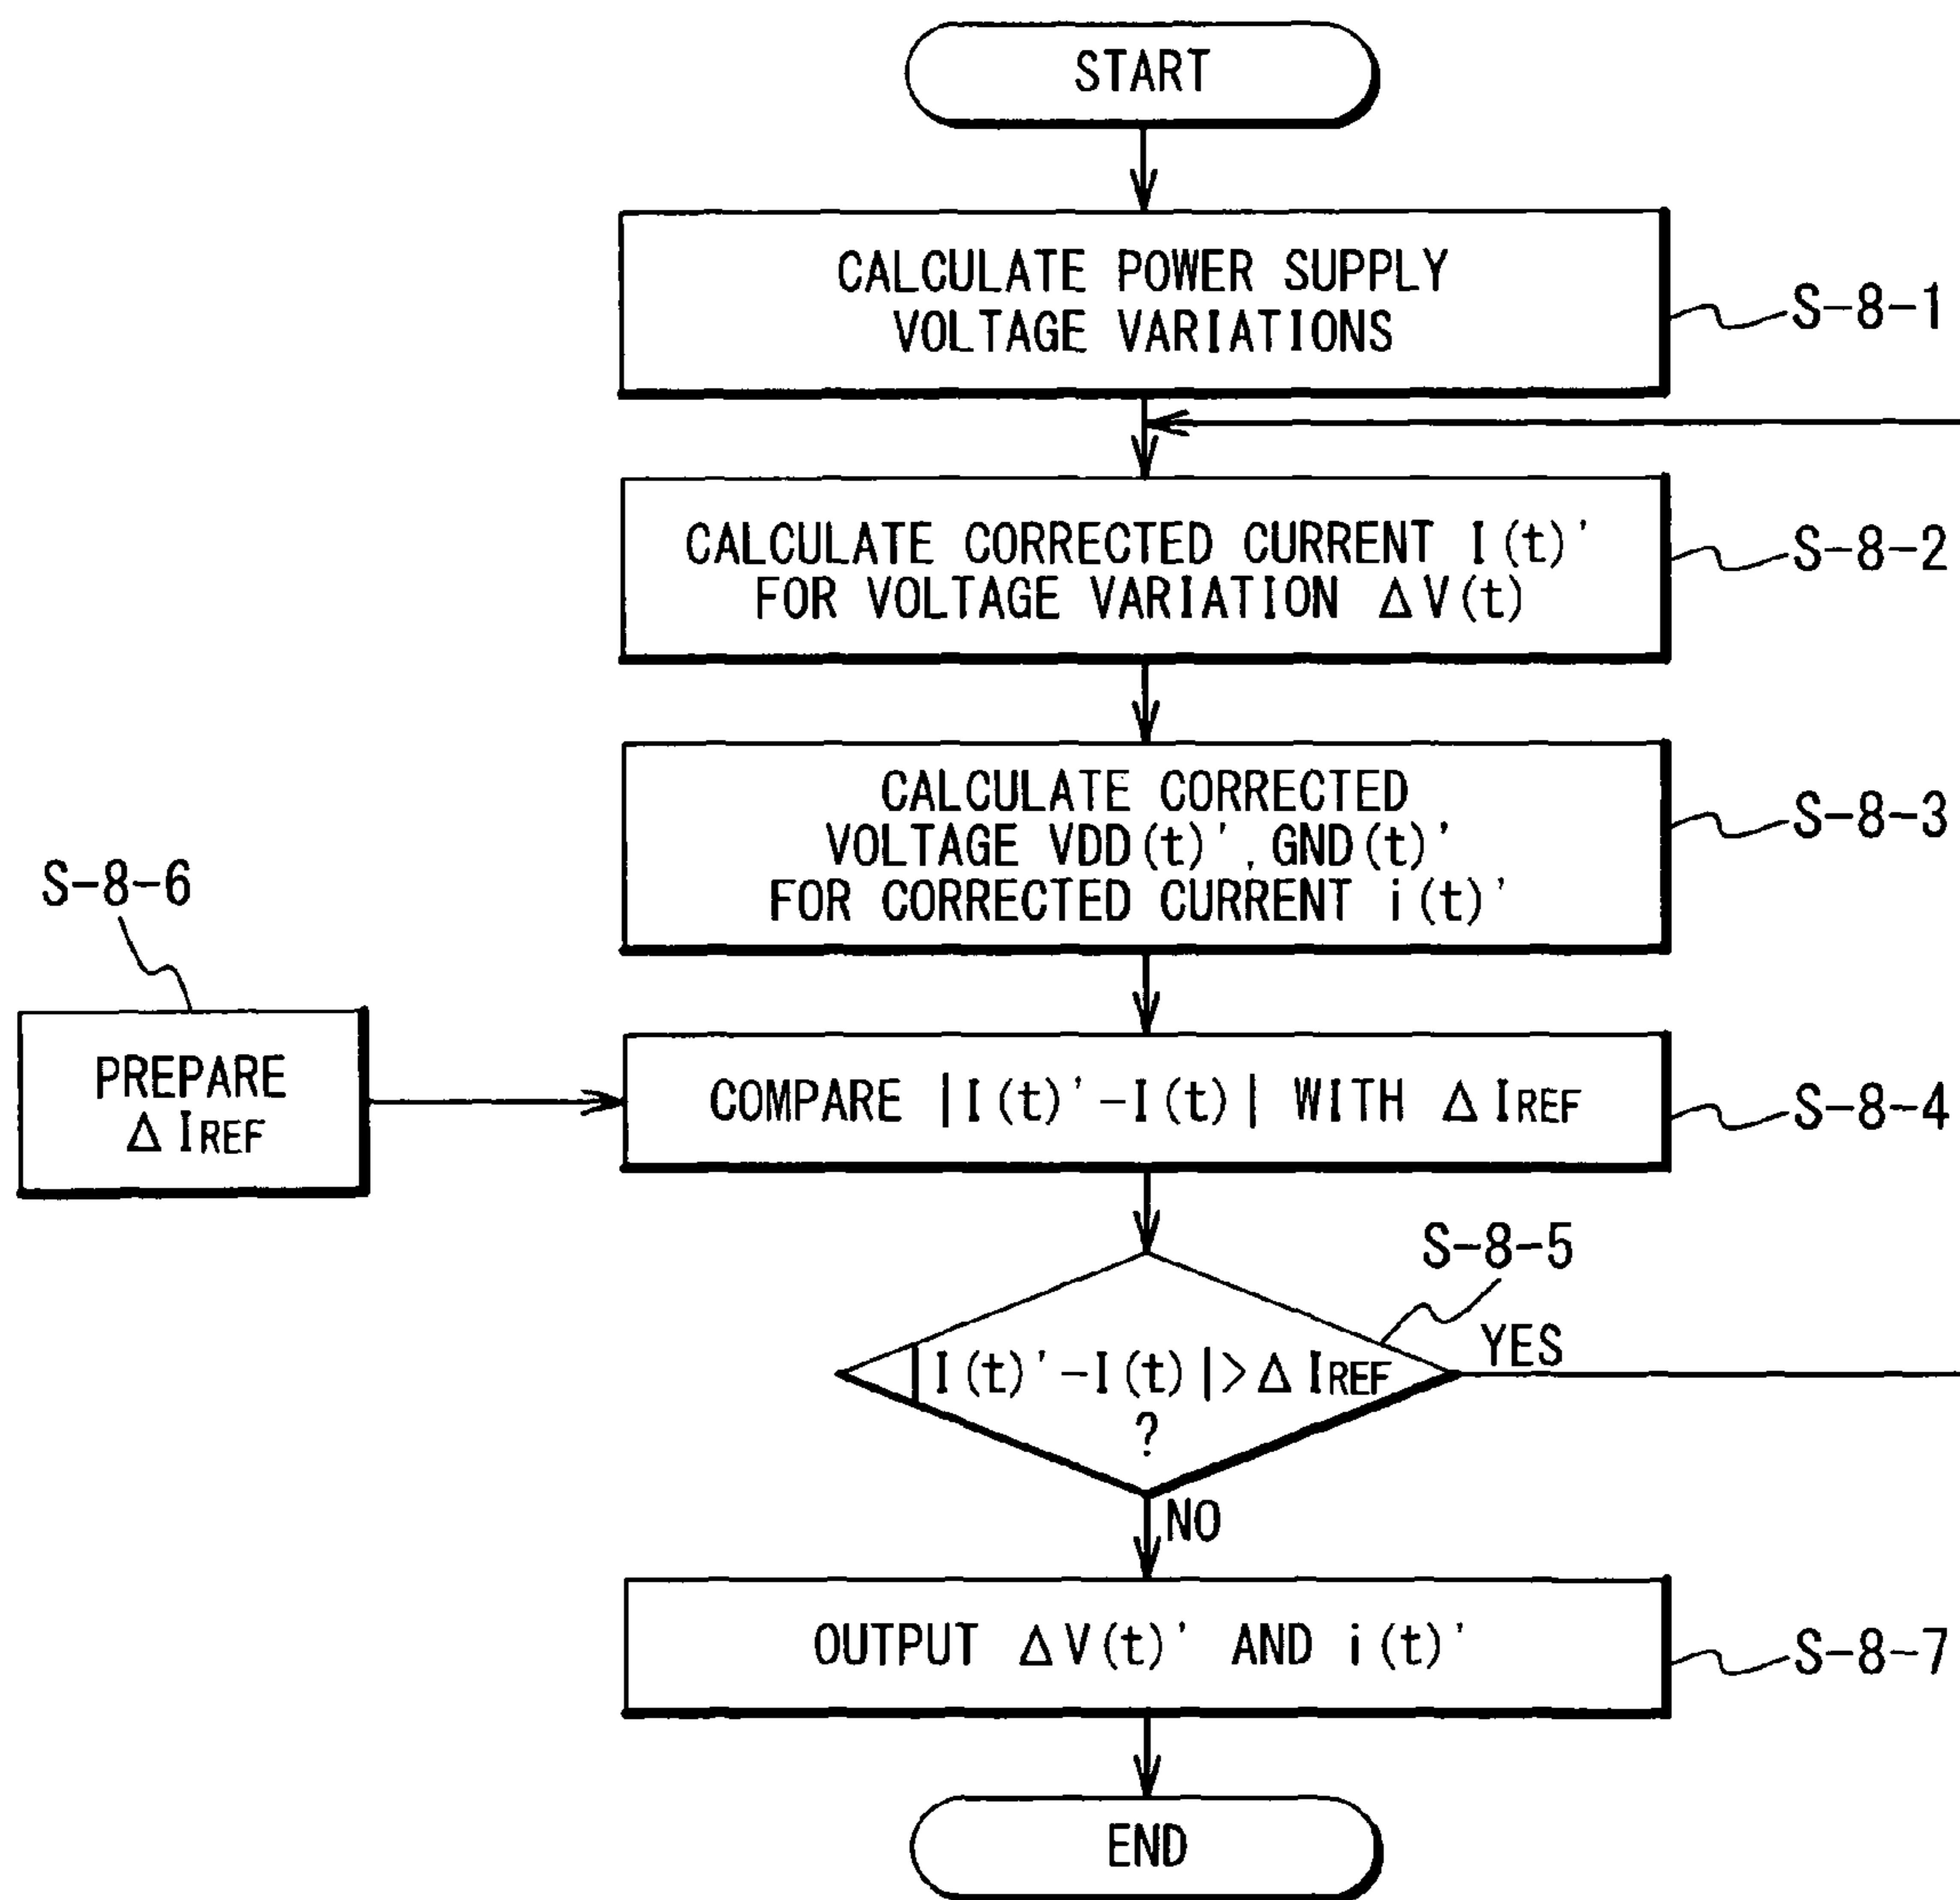 START
CALCULATE POWER SUPPLY
VOLTAGE VARIATIONS
S-8-1
CALCULATE CORRECTED CURRENT I(t)'
FOR VOLTAGE VARIATION ΔV(t)
S-8-2
CALCULATE CORRECTED
VOLTAGE VDD(t)', GND(t)'
FOR CORRECTED CURRENT i(t)'
S-8-3
S-8-6
PREPARE
ΔIREF
COMPARE |I(t)'-I(t)| WITH ΔIREF
S-8-4
S-8-5
|I(t)'-I(t)|>ΔIREF
?
YES
NO
OUTPUT ΔV(t)' AND i(t)'
S-8-7
END